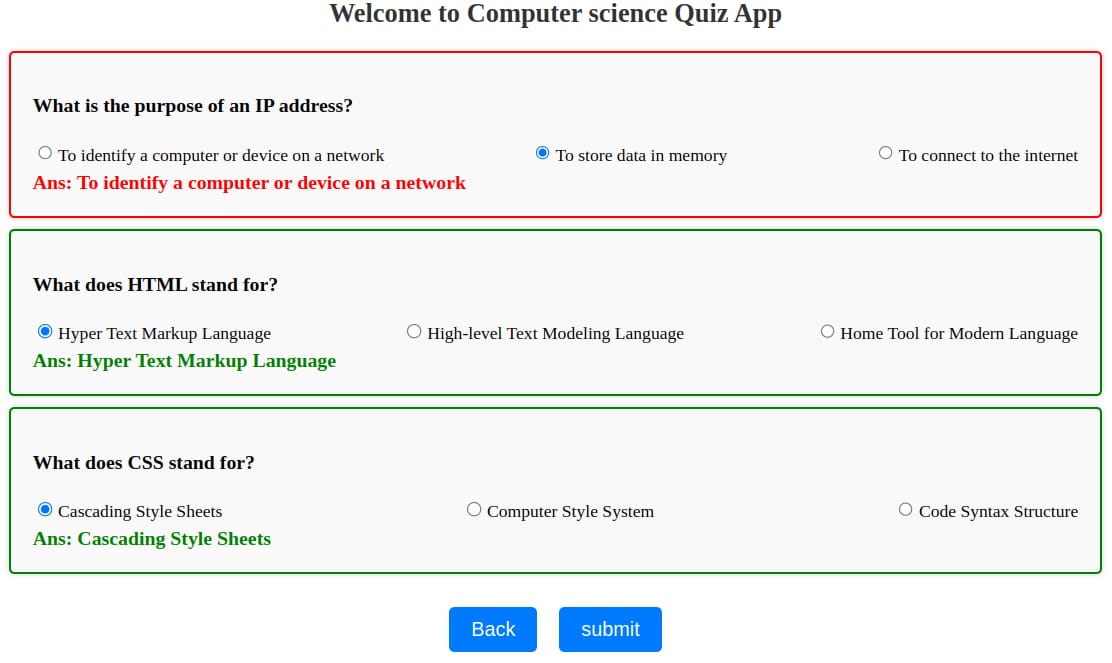 Welcome to Computer science Quiz App
What is the purpose of an IP address?
To identify a computer or device on a network To store data in memory To connect to the internet
Ans: To identify a computer or device on a network
What does HTML stand for?
Hyper Text Markup Language High-level Text Modeling Language Home Tool for Modern Language
Ans: Hyper Text Markup Language
What does CSS stand for?
Cascading Style Sheets Computer Style System Code Syntax Structure
Ans: Cascading Style Sheets
Back submit